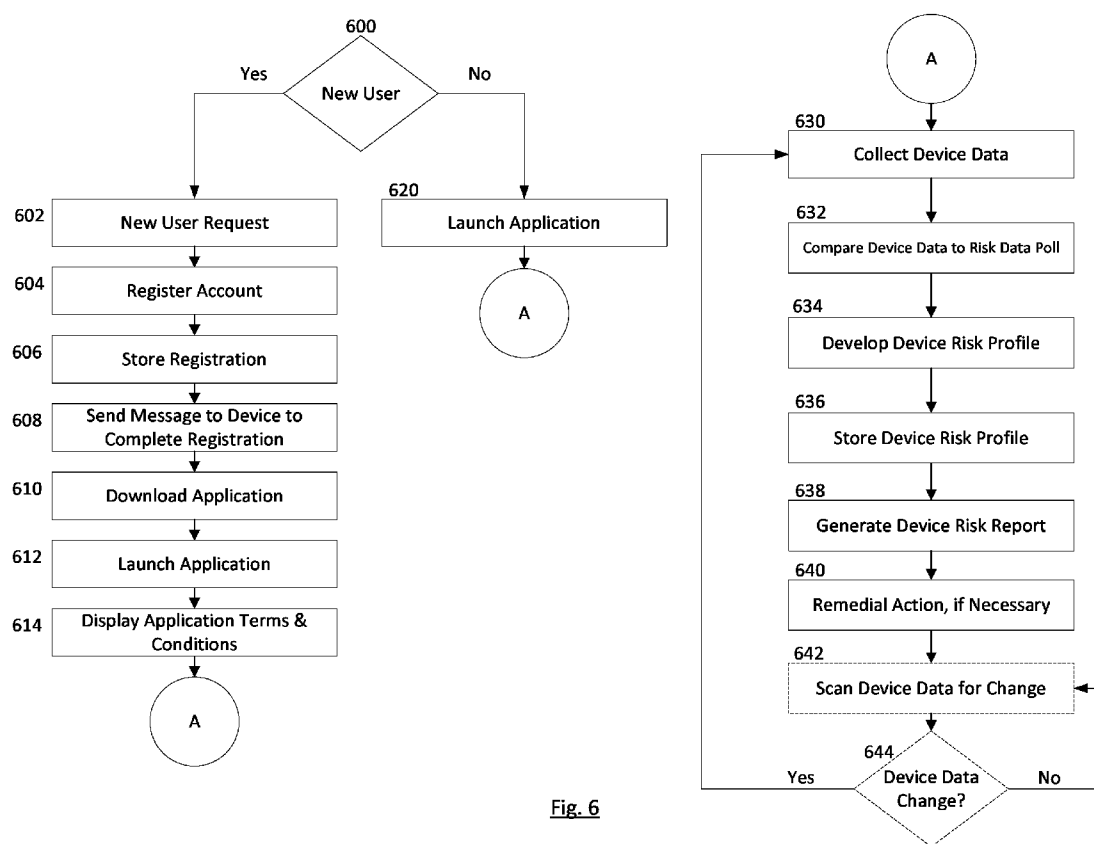 600
Yes
No
New User
602
New User Request
604
Register Account
606
Store Registration
608
Send Message to Device to
Complete Registration
610
Download Application
612
Launch Application
614
Display Application Terms &
Conditions
A
620
Launch Application
A
A
630
Collect Device Data
632
Compare Device Data to Risk Data Poll
634
Develop Device Risk Profile
636
Store Device Risk Profile
638
Generate Device Risk Report
640
Remedial Action, if Necessary
642
Scan Device Data for Change
644
Yes
Device Data
Change?
No
Fig. 6